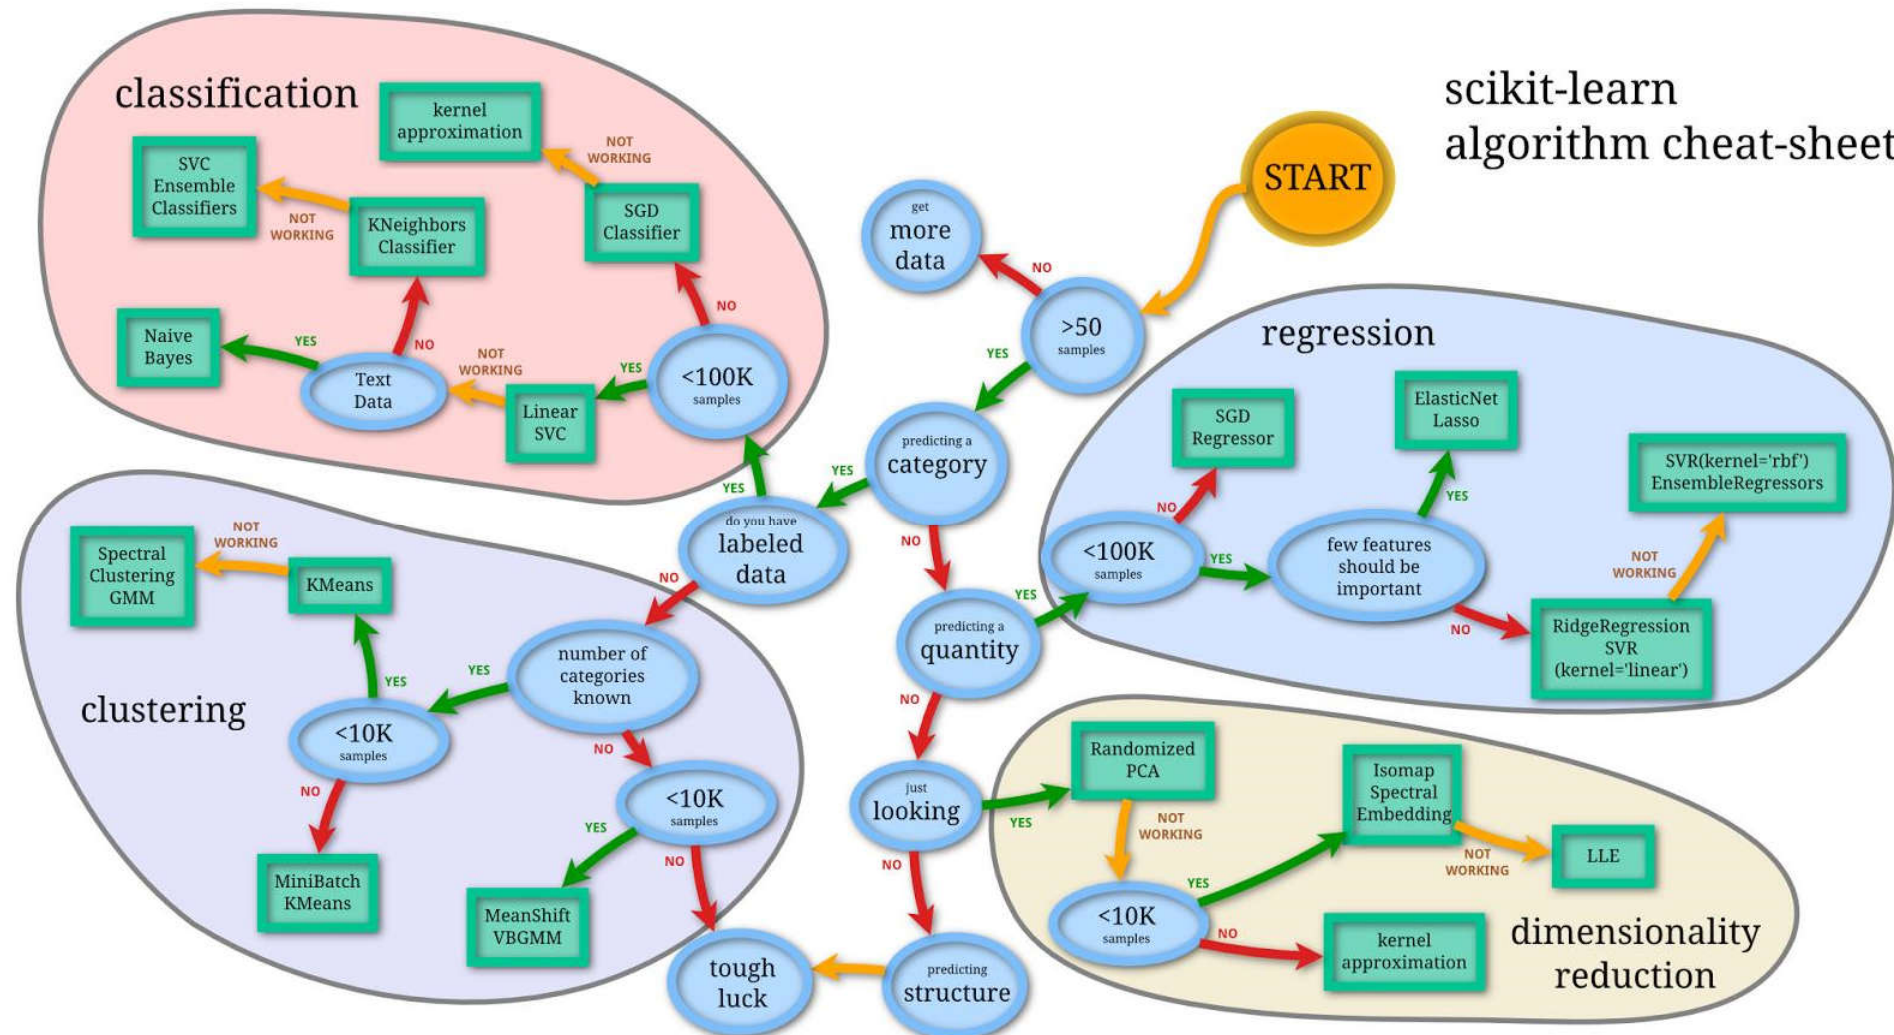 scikit-learn
algorithm cheat-sheet
START
get
more
data
NO
>50
samples
YES
predicting a
category
YES
NO
do you have
labeled
data
YES
NO
predicting a
quantity
YES
NO
just
looking
YES
NO
predicting
structure
tough
luck
classification
kernel
approximation
NOT
WORKING
SGD
Classifier
NO
<100K
samples
YES
Linear
SVC
NOT
WORKING
Text
Data
YES
NO
Naive
Bayes
KNeighbors
Classifier
NOT
WORKING
SVC
Ensemble
Classifiers
clustering
number of
categories
known
YES
NO
<10K
samples
YES
NO
KMeans
NOT
WORKING
Spectral
Clustering
GMM
MiniBatch
KMeans
<10K
samples
YES
NO
MeanShift
VBGMM
regression
<100K
samples
NO
YES
SGD
Regressor
few features
should be
important
YES
NO
ElasticNet
Lasso
RidgeRegression
SVR
(kernel='linear')
NOT
WORKING
SVR(kernel='rbf')
EnsembleRegressors
dimensionality
reduction
Randomized
PCA
NOT
WORKING
<10K
samples
YES
NO
Isomap
Spectral
Embedding
NOT
WORKING
LLE
kernel
approximation